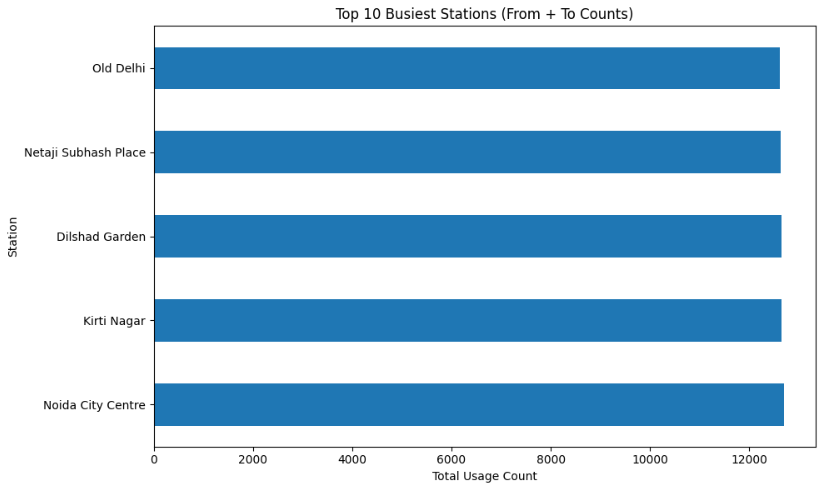 Top 10 Busiest Stations (From + To Counts)
Old Delhi
Netaji Subhash Place
Dilshad Garden
Kirti Nagar
Noida City Centre
Station
0 2000 4000 6000 8000 10000 12000
Total Usage Count